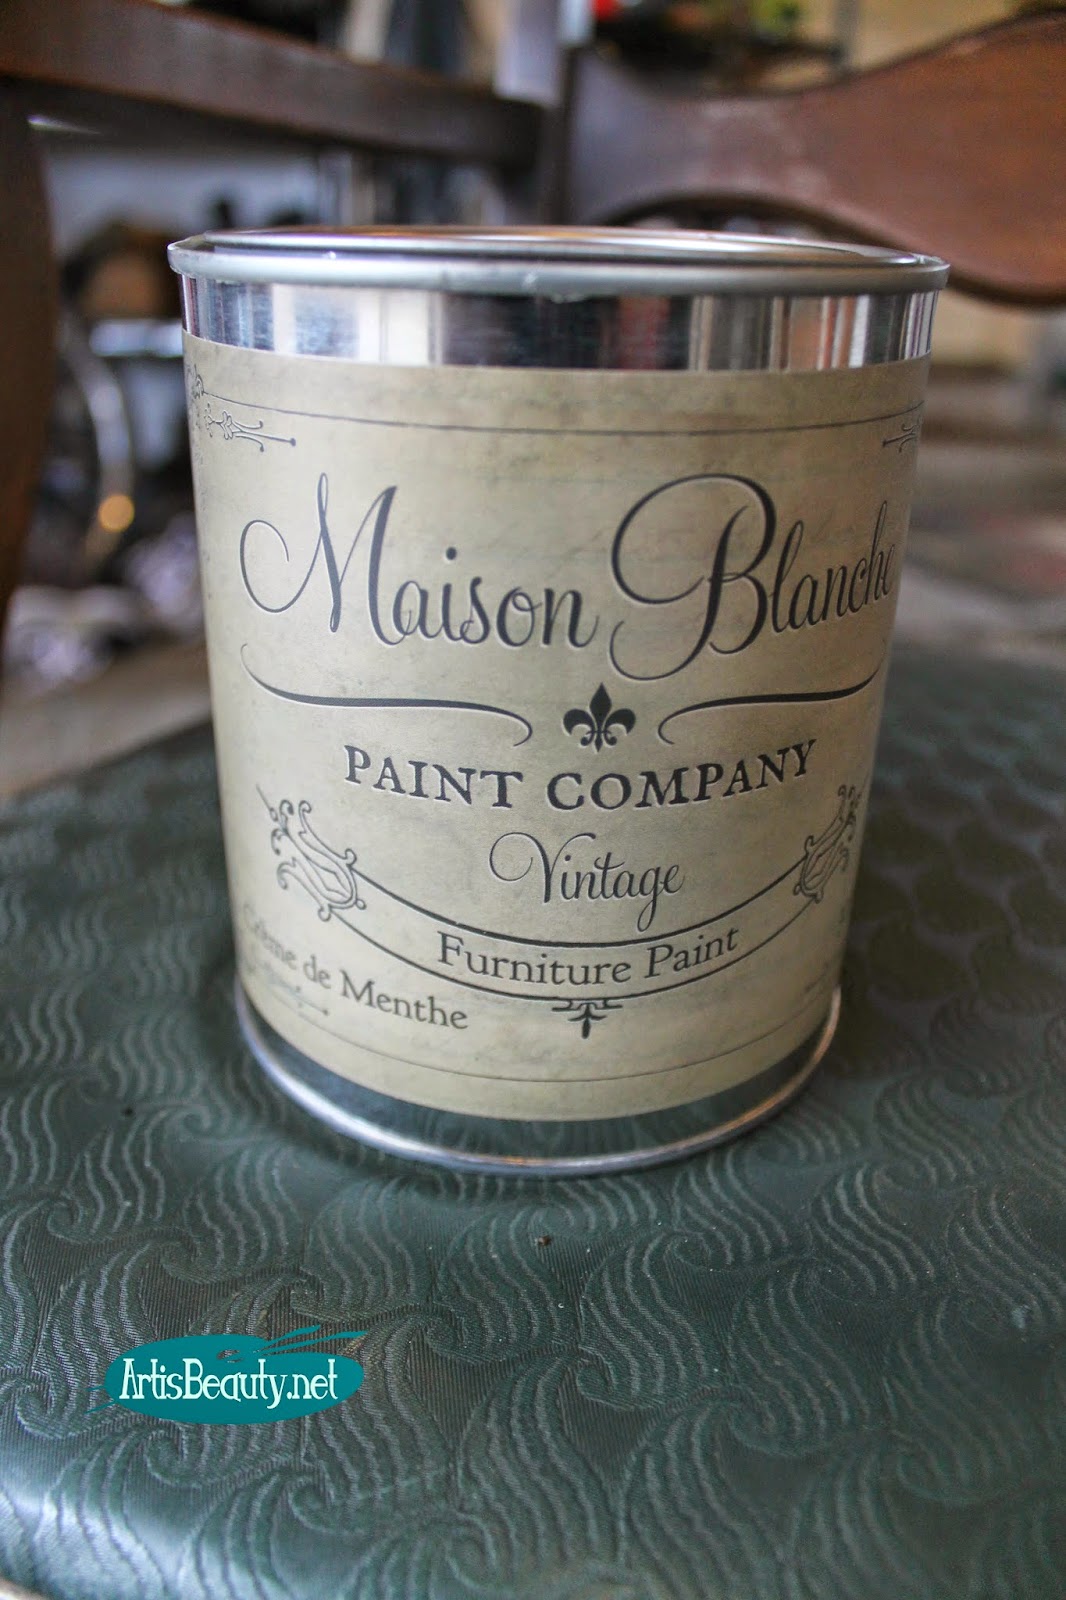 Maison Blanche
PAINT COMPANY
Vintage
Furniture Paint
Crème de Menthe
ArtisBeauty.net